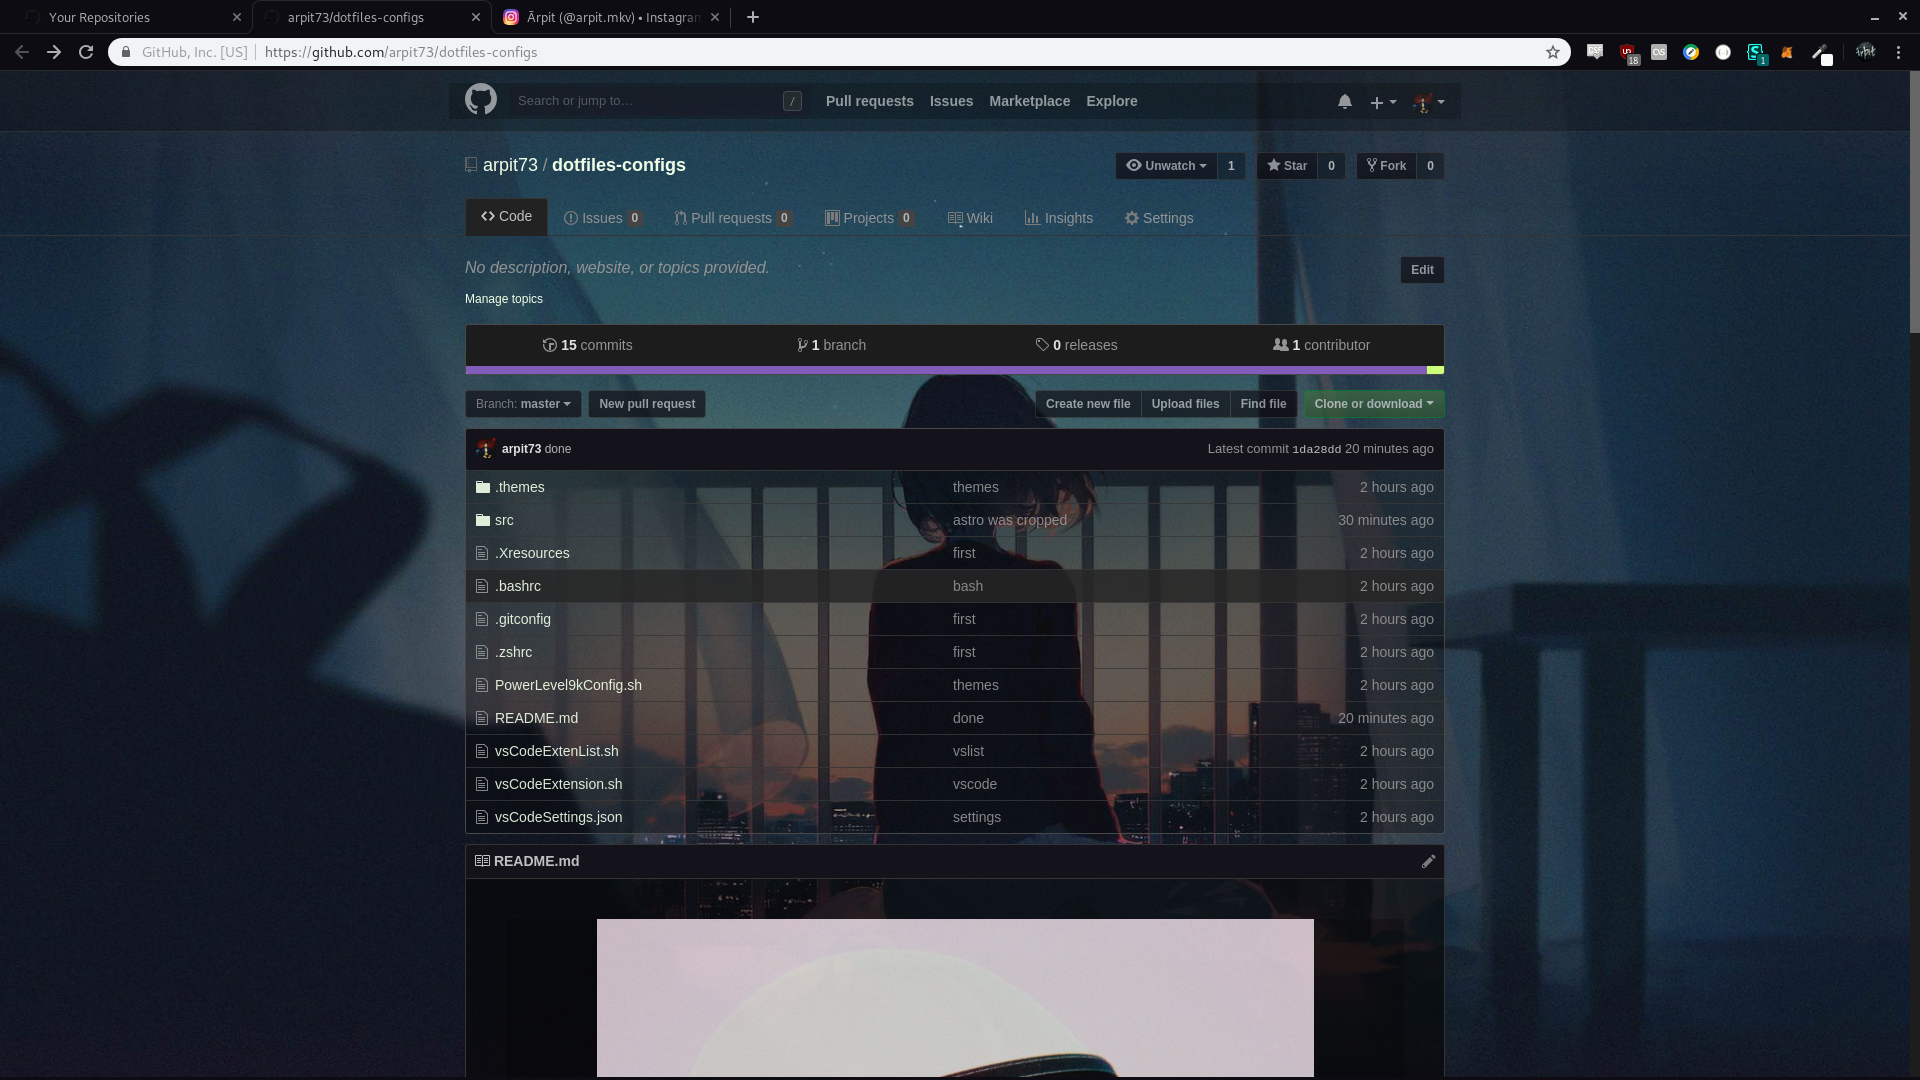 Your Repositories
arpit73/dotfiles-configs
Ārpit (@arpit.mkv) • Instagram
GitHub, Inc. [US] https://github.com/arpit73/dotfiles-configs
18
1
Search or jump to… / Pull requests Issues Marketplace Explore
arpit73 / dotfiles-configs
Unwatch 1 Star 0 Fork 0
Code Issues 0 Pull requests 0 Projects 0 Wiki Insights Settings
No description, website, or topics provided.
Edit
Manage topics
15 commits 1 branch 0 releases 1 contributor
Branch: master New pull request Create new file Upload files Find file Clone or download
arpit73 done Latest commit 1da28dd 20 minutes ago
.themes themes 2 hours ago
src astro was cropped 30 minutes ago
.Xresources first 2 hours ago
.bashrc bash 2 hours ago
.gitconfig first 2 hours ago
.zshrc first 2 hours ago
PowerLevel9kConfig.sh themes 2 hours ago
README.md done 20 minutes ago
vsCodeExtenList.sh vslist 2 hours ago
vsCodeExtension.sh vscode 2 hours ago
vsCodeSettings.json settings 2 hours ago
README.md